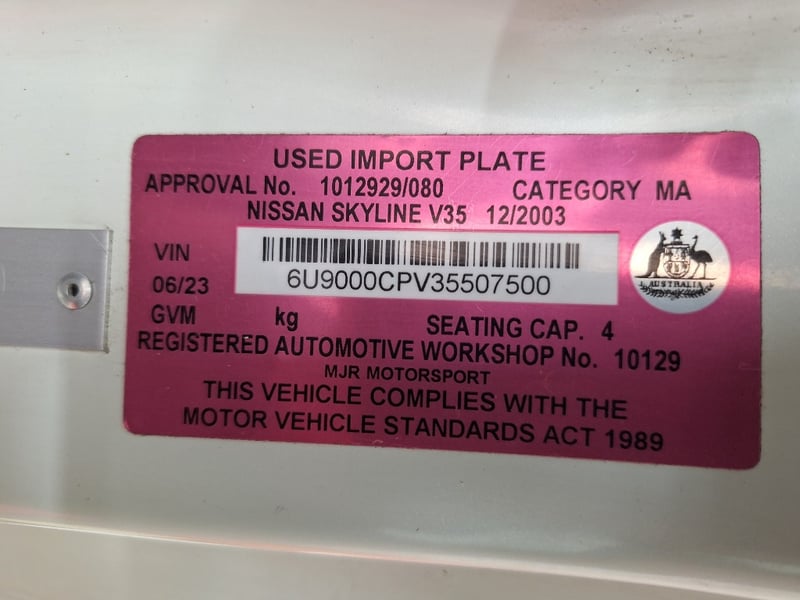 USED IMPORT PLATE
APPROVAL No. 1012929/080 CATEGORY MA
NISSAN SKYLINE V35 12/2003
VIN
06/23 6U9000CPV35507500
AUSTRALIA
GVM kg SEATING CAP. 4
REGISTERED AUTOMOTIVE WORKSHOP No. 10129
MJR MOTORSPORT
THIS VEHICLE COMPLIES WITH THE
MOTOR VEHICLE STANDARDS ACT 1989